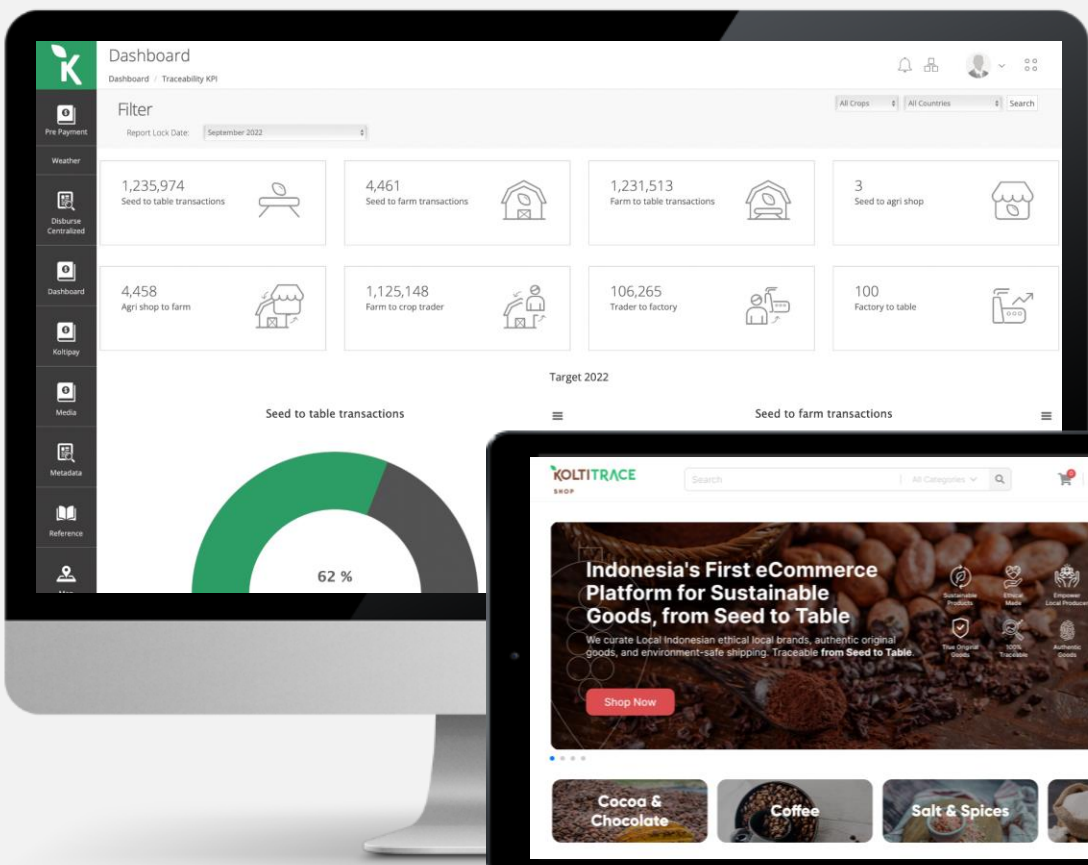 K
Dashboard
Dashboard / Traceability KPI
Filter
Report Lock Date:
September 2022
All Crops
All Countries
Search
Pre Payment
Weather
Disburse
Centralized
Dashboard
Koltipay
Media
Metadata
Reference
1,235,974
Seed to table transactions
4,461
Seed to farm transactions
1,231,513
Farm to table transactions
3
Seed to agri shop
4,458
Agri shop to farm
1,125,148
Farm to crop trader
106,265
Trader to factory
100
Factory to table
Target 2022
Seed to table transactions
Seed to farm transactions
62 %
KOLTITRACE
SHOP
Search
All Categories
0
Indonesia's First eCommerce
Platform for Sustainable
Goods, from Seed to Table
We curate Local Indonesian ethical local brands, authentic original
goods, and environment-safe shipping. Traceable from Seed to Table.
Shop Now
Sustainable
Products
Ethical
Made
Empower
Local Producer
True Original
Goods
100%
Traceable
Authentic
Goods
Cocoa &
Chocolate
Coffee
Salt & Spices